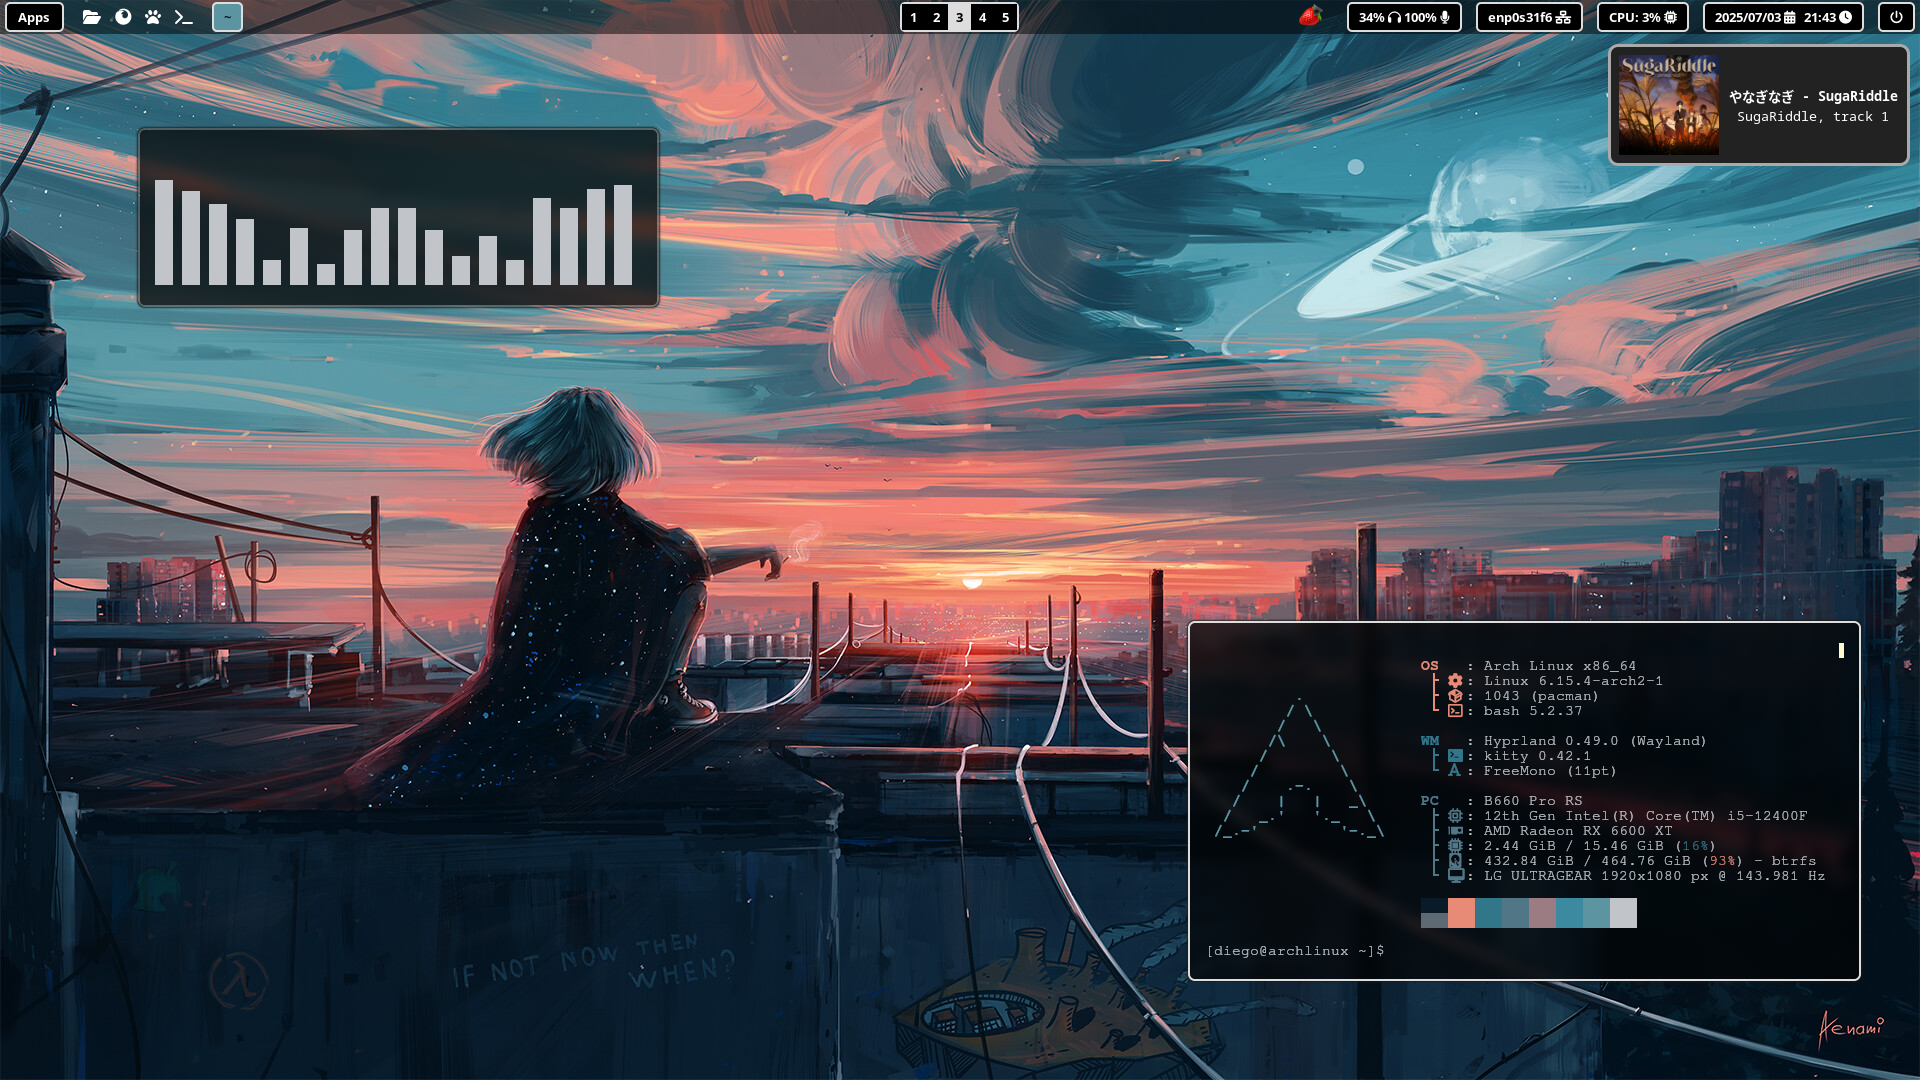 Apps
~
1 2 3 4 5
34% 100%
enp0s31f6
CPU: 3%
2025/07/03 21:43
SugaRiddle
やなぎなぎ - SugaRiddle
SugaRiddle, track 1
OS : Arch Linux x86_64
: Linux 6.15.4-arch2-1
: 1043 (pacman)
: bash 5.2.37
WM : Hyprland 0.49.0 (Wayland)
: kitty 0.42.1
: FreeMono (11pt)
PC : B660 Pro RS
: 12th Gen Intel(R) Core(TM) i5-12400F
: AMD Radeon RX 6600 XT
: 2.44 GiB / 15.46 GiB (16%)
: 432.84 GiB / 464.76 GiB (93%) - btrfs
: LG ULTRAGEAR 1920x1080 px @ 143.981 Hz
[diego@archlinux ~]$
IF NOT NOW THEN
WHEN?
Aenami